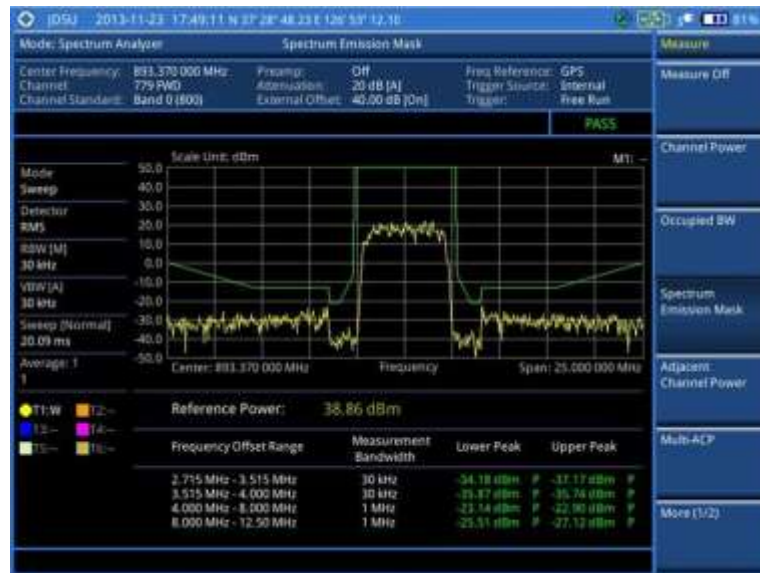 JDSU 2013-11-23 17:49:11 N 37° 28' 48.23 E 126° 53' 12.10 81%
Mode: Spectrum Analyzer Spectrum Emission Mask Measure
Center Frequency: 893.370 000 MHz Preamp: Off Freq Reference: GPS
Channel: 779 FWD Attenuation: 20 dB [A] Trigger Source: Internal
Channel Standard: Band 0 (800) External Offset: 40.00 dB [On] Trigger: Free Run
Measure Off
PASS
Channel Power
Scale Unit: dBm M1: --
Mode
Sweep
Detector
RMS
RBW [M]
30 kHz
VBW [A]
30 kHz
Sweep [Normal]
20.09 ms
Average: 1
1
50.0
40.0
30.0
20.0
10.0
0.0
-10.0
-20.0
-30.0
-40.0
-50.0
Center: 893.370 000 MHz Frequency Span: 25.000 000 MHz
Occupied BW
Spectrum
Emission Mask
Adjacent
Channel Power
Multi-ACP
More (1/2)
T1:W T2:--
T3:-- T4:--
T5:-- T6:--
Reference Power: 38.86 dBm
Frequency Offset Range Measurement Bandwidth Lower Peak Upper Peak
2.715 MHz - 3.515 MHz 30 kHz -34.18 dBm P -37.17 dBm P
3.515 MHz - 4.000 MHz 30 kHz -35.87 dBm P -35.74 dBm P
4.000 MHz - 8.000 MHz 1 MHz -23.14 dBm P -22.90 dBm P
8.000 MHz - 12.50 MHz 1 MHz -25.51 dBm P -27.12 dBm P